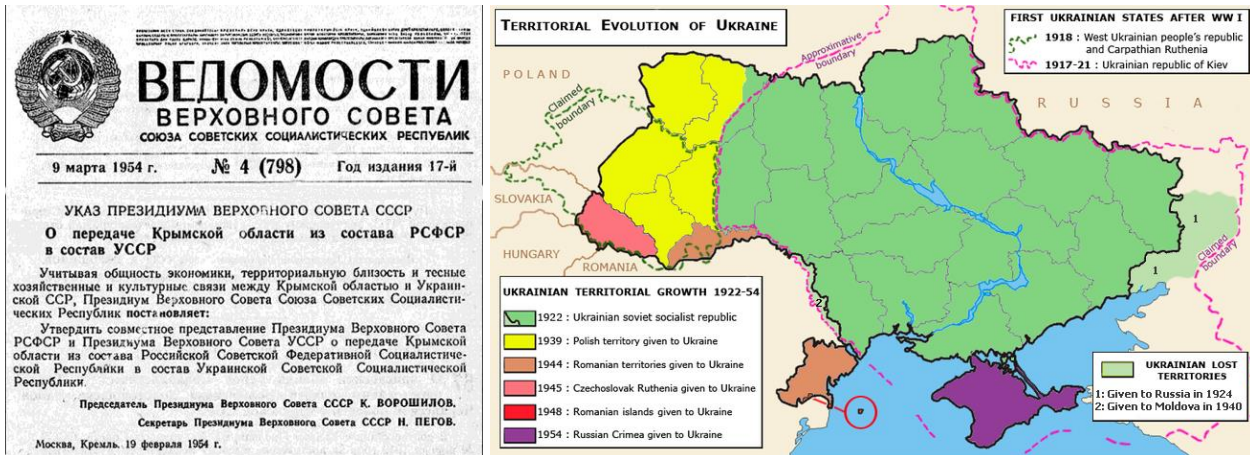 ВЕДОМОСТИ
ВЕРХОВНОГО СОВЕТА
СОЮЗА СОВЕТСКИХ СОЦИАЛИСТИЧЕСКИХ РЕСПУБЛИК
9 марта 1954 г. № 4 (798) Год издания 17-й
УКАЗ ПРЕЗИДИУМА ВЕРХОВНОГО СОВЕТА СССР
О передаче Крымской области из состава РСФСР
в состав УССР
Учитывая общность экономики, территориальную близость и тесные
хозяйственные и культурные связи между Крымской областью и Украин-
ской ССР, Президиум Верховного Совета Союза Советских Социалисти-
ческих Республик постановляет:
Утвердить совместное представление Президиума Верховного Совета
РСФСР и Президиума Верховного Совета УССР о передаче Крымской
области из состава Российской Советской Федеративной Социалистиче-
ской Республики в состав Украинской Советской Социалистической
Республики.
Председатель Президиума Верховного Совета СССР К. ВОРОШИЛОВ.
Секретарь Президиума Верховного Совета СССР Н. ПЕГОВ.
Москва, Кремль. 19 февраля 1954 г.
TERRITORIAL EVOLUTION OF UKRAINE
FIRST UKRAINIAN STATES AFTER WW I
1918 : West Ukrainian people's republic
and Carpathian Ruthenia
1917-21 : Ukrainian republic of Kiev
POLAND
Claimed
boundary
Approximative
boundary
RUSSIA
SLOVAKIA
HUNGARY
ROMANIA
1
Claimed
boundary
1
2
UKRAINIAN TERRITORIAL GROWTH 1922-54
1922 : Ukrainian soviet socialist republic
1939 : Polish territory given to Ukraine
1944 : Romanian territories given to Ukraine
1945 : Czechoslovak Ruthenia given to Ukraine
1948 : Romanian islands given to Ukraine
1954 : Russian Crimea given to Ukraine
UKRAINIAN LOST
TERRITORIES
1: Given to Russia in 1924
2: Given to Moldova in 1940